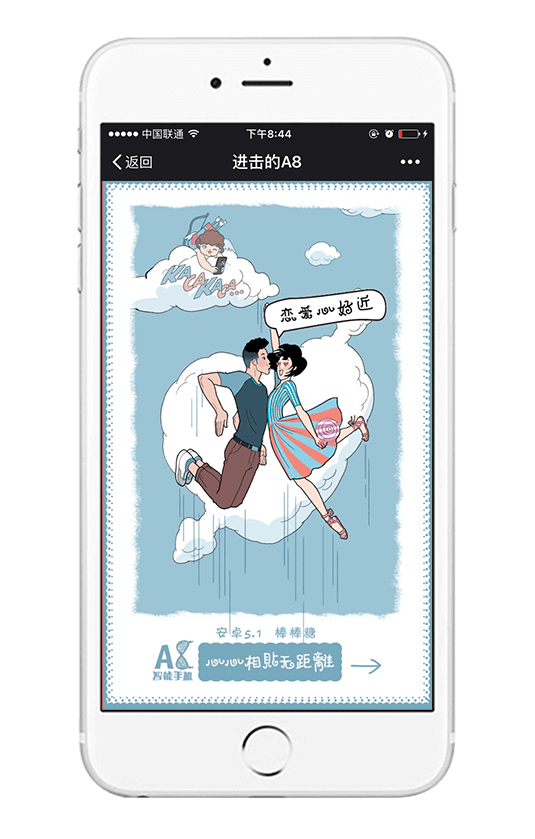 中国联通
下午8:44
返回
进击的A8
KACAKACA...
恋爱心好近
安卓5.1 棒棒糖
A8
智能手机
心心相贴无距離